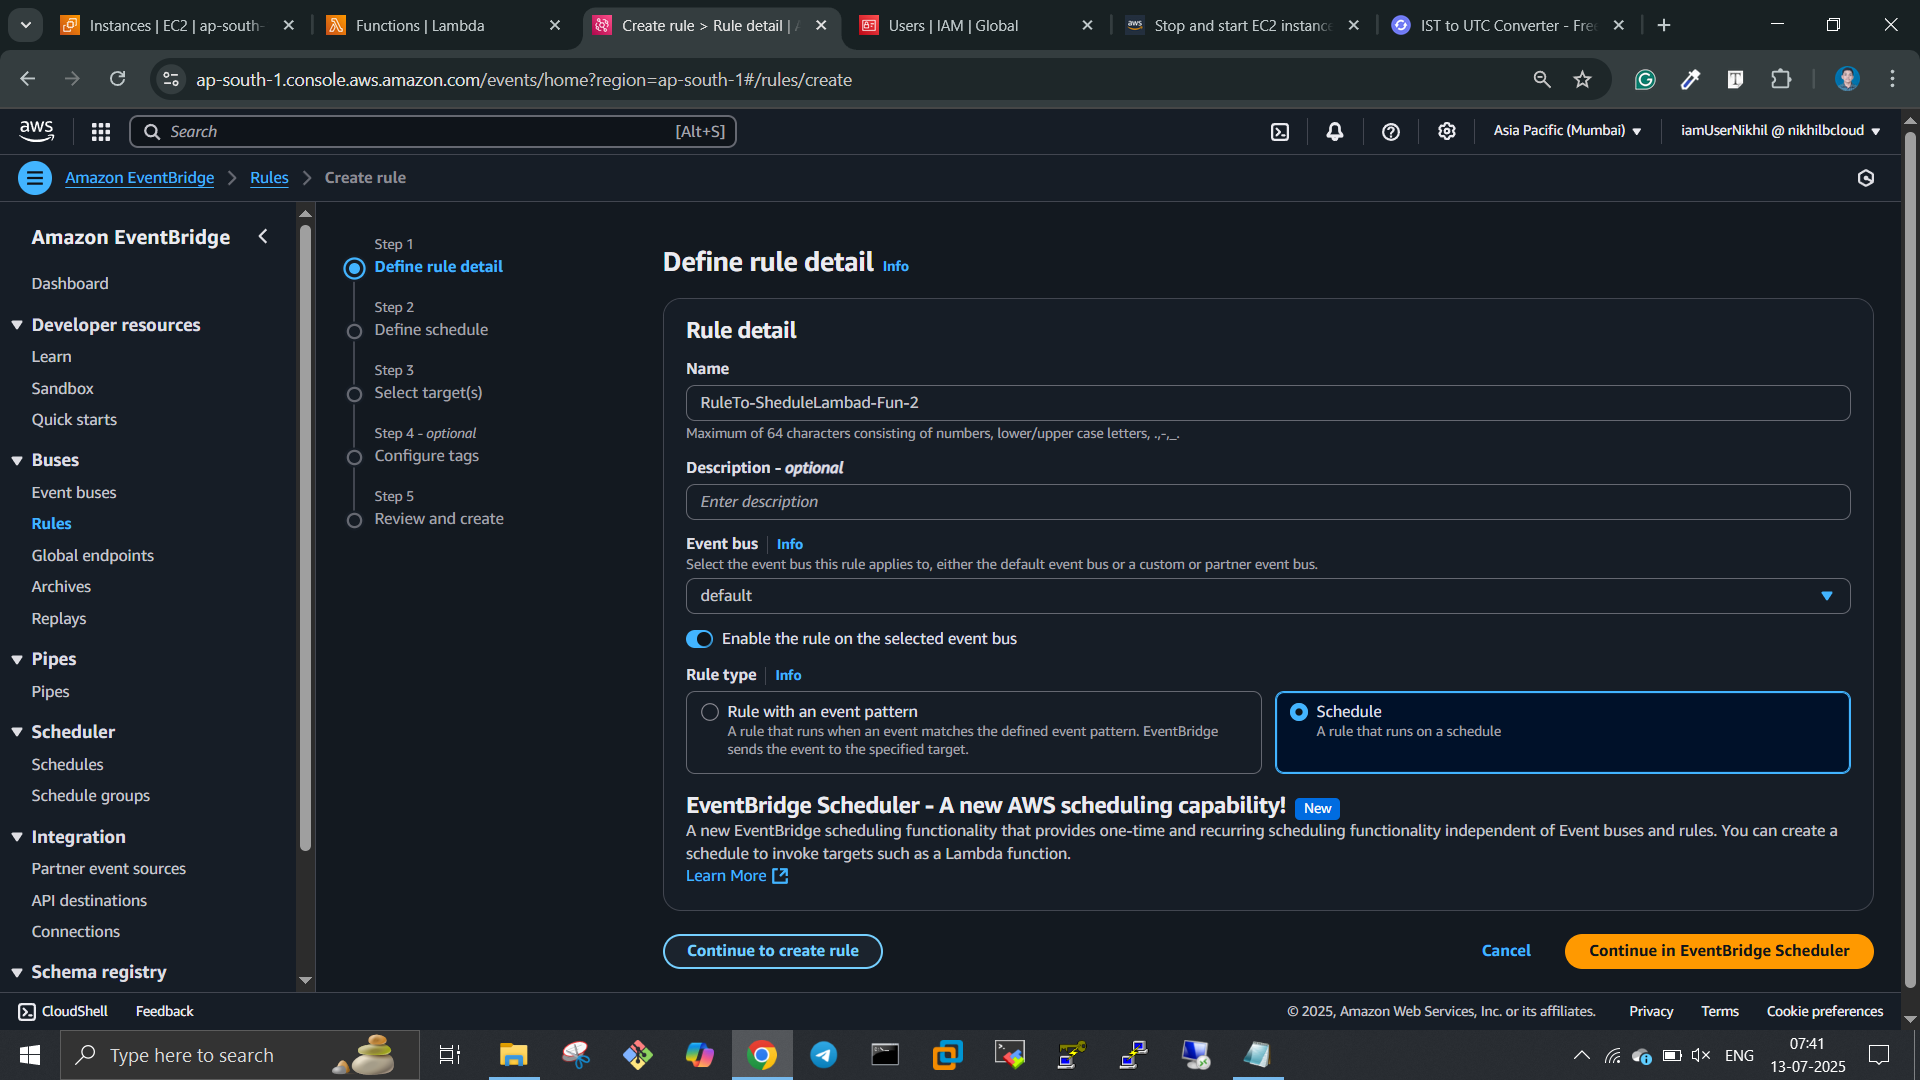 Instances | EC2 | ap-south-
Functions | Lambda
Create rule > Rule detail |
Users | IAM | Global
aws
Stop and start EC2 instance
IST to UTC Converter - Free
ap-south-1.console.aws.amazon.com/events/home?region=ap-south-1#/rules/create
aws
Search
[Alt+S]
Asia Pacific (Mumbai)
iamUserNikhil @ nikhilbcloud
Amazon EventBridge
Rules
Create rule
Amazon EventBridge
Dashboard
Developer resources
Learn
Sandbox
Quick starts
Buses
Event buses
Rules
Global endpoints
Archives
Replays
Pipes
Pipes
Scheduler
Schedules
Schedule groups
Integration
Partner event sources
API destinations
Connections
Schema registry
Step 1
Define rule detail
Step 2
Define schedule
Step 3
Select target(s)
Step 4 - optional
Configure tags
Step 5
Review and create
Define rule detail Info
Rule detail
Name
RuleTo-SheduleLambad-Fun-2
Maximum of 64 characters consisting of numbers, lower/upper case letters, .,-,_.
Description - optional
Enter description
Event bus Info
Select the event bus this rule applies to, either the default event bus or a custom or partner event bus.
default
Enable the rule on the selected event bus
Rule type Info
Rule with an event pattern
A rule that runs when an event matches the defined event pattern. EventBridge
sends the event to the specified target.
Schedule
A rule that runs on a schedule
EventBridge Scheduler - A new AWS scheduling capability! New
A new EventBridge scheduling functionality that provides one-time and recurring scheduling functionality independent of Event buses and rules. You can create a
schedule to invoke targets such as a Lambda function.
Learn More
Continue to create rule
Cancel
Continue in EventBridge Scheduler
CloudShell
Feedback
© 2025, Amazon Web Services, Inc. or its affiliates.
Privacy
Terms
Cookie preferences
Type here to search
ENG
07:41
13-07-2025